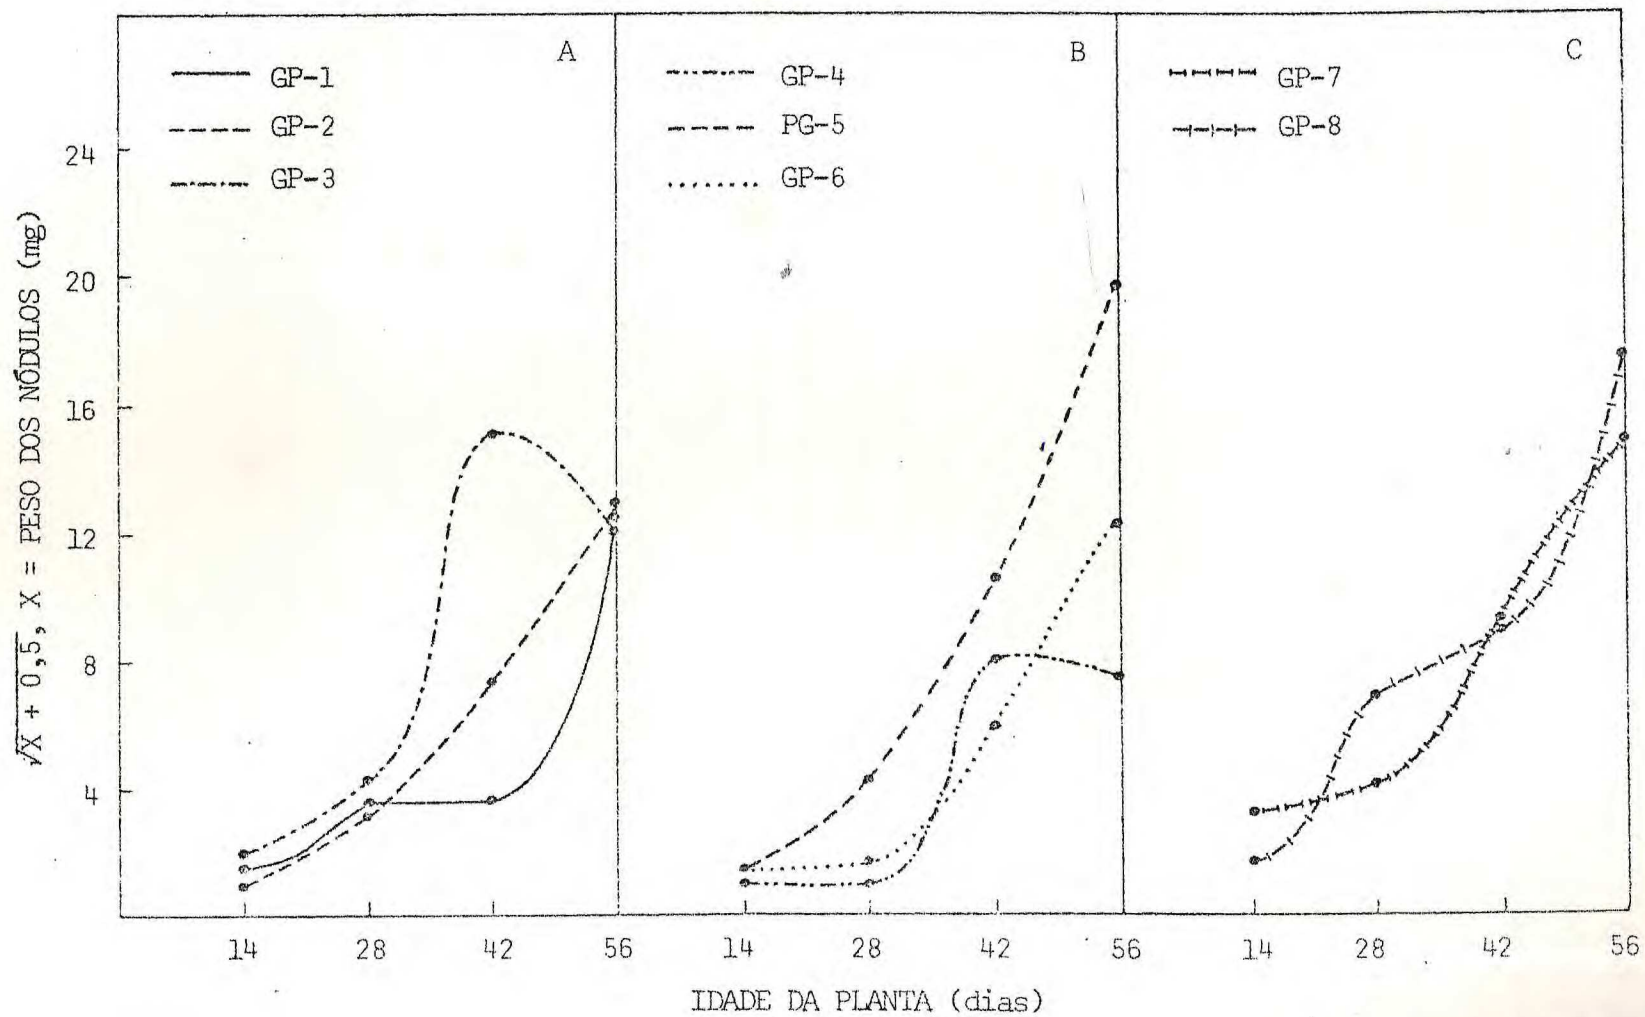 A
GP-1
GP-2
GP-3
B
GP-4
PG-5
GP-6
C
GP-7
GP-8
24
20
16
12
8
4
√X + 0,5, X = PESO DOS NÓDULOS (mg)
14 28 42 56 14 28 42 56 14 28 42 56
IDADE DA PLANTA (dias)